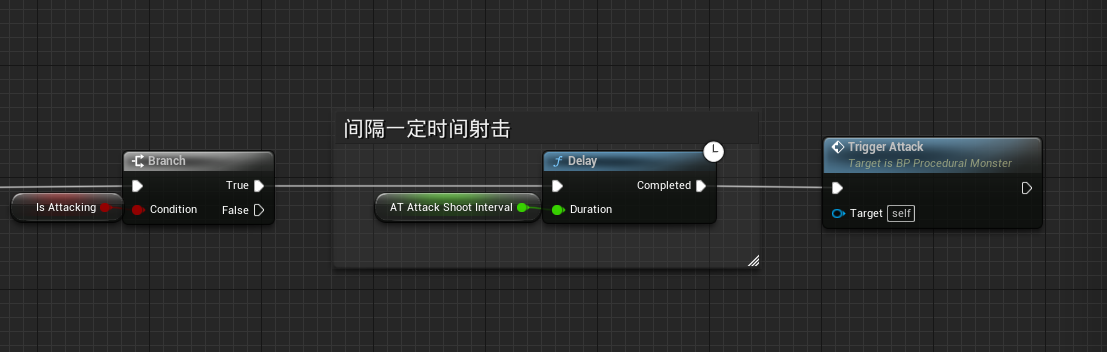 间隔一定时间射击
Branch
True
Is Attacking
Condition
False
Delay
Completed
AT Attack Shoot Interval
Duration
Trigger Attack
Target is BP Procedural Monster
Target self